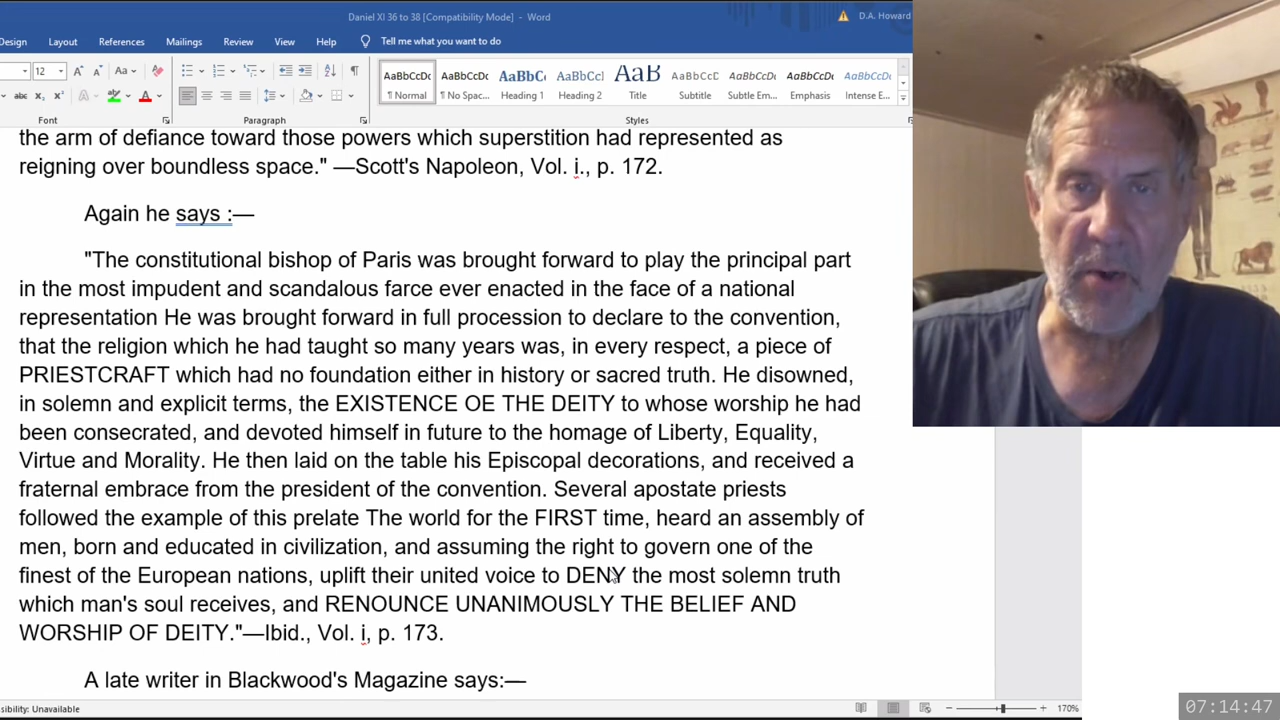 Daniel XI 36 to 38 [Compatibility Mode] - Word
D.A. Howard
Design Layout References Mailings Review View Help Tell me what you want to do
12 Aa
abc x₂ x² A A
AaBbCcDc AaBbCcDc AaBbC AaBbCcI AaB AaBbCcD AaBbCcDt AaBbCcDt AaBbCcDt
¶ Normal ¶ No Spac... Heading 1 Heading 2 Title Subtitle Subtle Em... Emphasis Intense E...
Font Paragraph Styles
the arm of defiance toward those powers which superstition had represented as
reigning over boundless space." —Scott's Napoleon, Vol. i., p. 172.
Again he says :—
"The constitutional bishop of Paris was brought forward to play the principal part
in the most impudent and scandalous farce ever enacted in the face of a national
representation He was brought forward in full procession to declare to the convention,
that the religion which he had taught so many years was, in every respect, a piece of
PRIESTCRAFT which had no foundation either in history or sacred truth. He disowned,
in solemn and explicit terms, the EXISTENCE OE THE DEITY to whose worship he had
been consecrated, and devoted himself in future to the homage of Liberty, Equality,
Virtue and Morality. He then laid on the table his Episcopal decorations, and received a
fraternal embrace from the president of the convention. Several apostate priests
followed the example of this prelate The world for the FIRST time, heard an assembly of
men, born and educated in civilization, and assuming the right to govern one of the
finest of the European nations, uplift their united voice to DENY the most solemn truth
which man's soul receives, and RENOUNCE UNANIMOUSLY THE BELIEF AND
WORSHIP OF DEITY."—Ibid., Vol. i, p. 173.
A late writer in Blackwood's Magazine says:—
sibility: Unavailable
170%
07:14:47